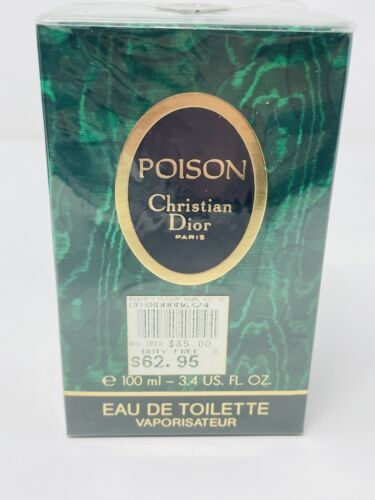 POISON
Christian
Dior
PARIS
$85.00
DUTY FREE
$62.95
℮ 100 ml – 3.4 US. FL. OZ.
EAU DE TOILETTE
VAPORISATEUR